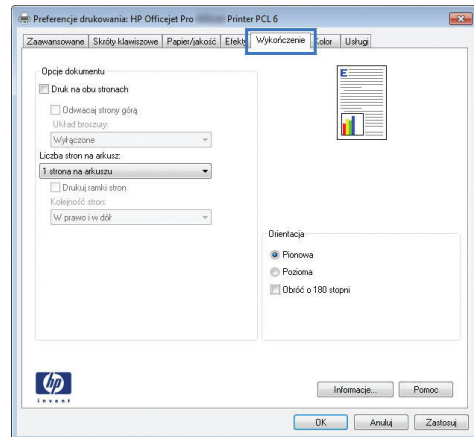 Preferencje drukowania: HP Officejet Pro Printer PCL 6
Zaawansowane Skróty klawiszowe Papier/jakość Efekty Wykończenie Kolor Usługi
Opcje dokumentu
Druk na obu stronach
Odwracaj strony górą
Układ broszury:
Wyłączone
Liczba stron na arkusz:
1 strona na arkuszu
Drukuj ramki stron
Kolejność stron:
W prawo i w dół
E
Orientacja
Pionowa
Pozioma
Obróć o 180 stopni
hp
invent
Informacje... Pomoc
OK Anuluj Zastosuj